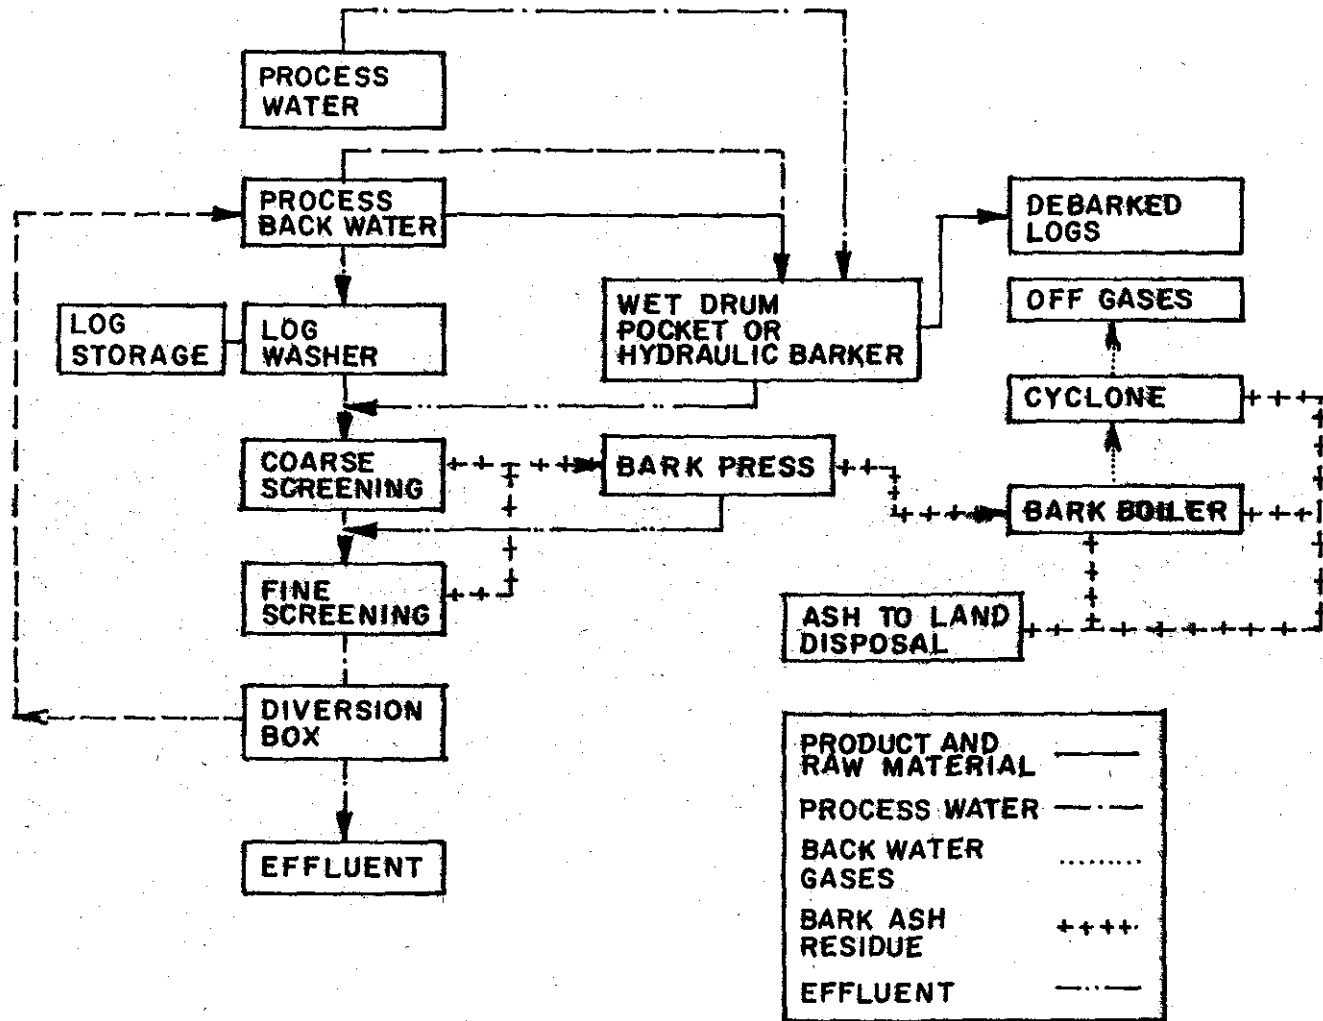 PROCESS
WATER
PROCESS
BACK WATER
DEBARKED
LOGS
OFF GASES
WET DRUM
POCKET OR
HYDRAULIC BARKER
LOG
STORAGE
LOG
WASHER
CYCLONE
COARSE
SCREENING
BARK PRESS
BARK BOILER
FINE
SCREENING
ASH TO LAND
DISPOSAL
DIVERSION
BOX
EFFLUENT
PRODUCT AND
RAW MATERIAL
PROCESS WATER
BACK WATER
GASES
BARK ASH
RESIDUE
EFFLUENT